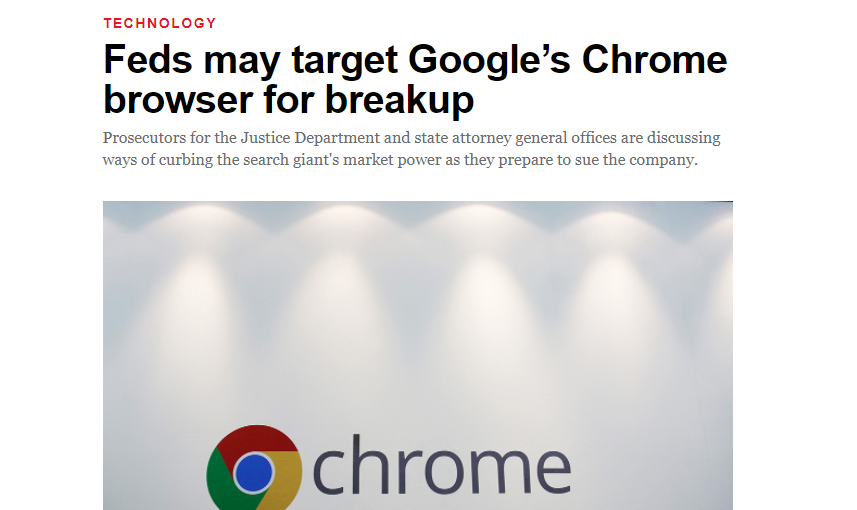 TECHNOLOGY
Feds may target Google’s Chrome
browser for breakup
Prosecutors for the Justice Department and state attorney general offices are discussing
ways of curbing the search giant's market power as they prepare to sue the company.
chrome